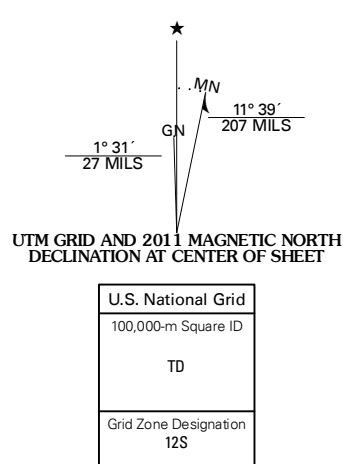 ★
MN
GN
11° 39´
207 MILS
1° 31´
27 MILS
UTM GRID AND 2011 MAGNETIC NORTH
DECLINATION AT CENTER OF SHEET
U.S. National Grid
100,000-m Square ID
TD
Grid Zone Designation
12S